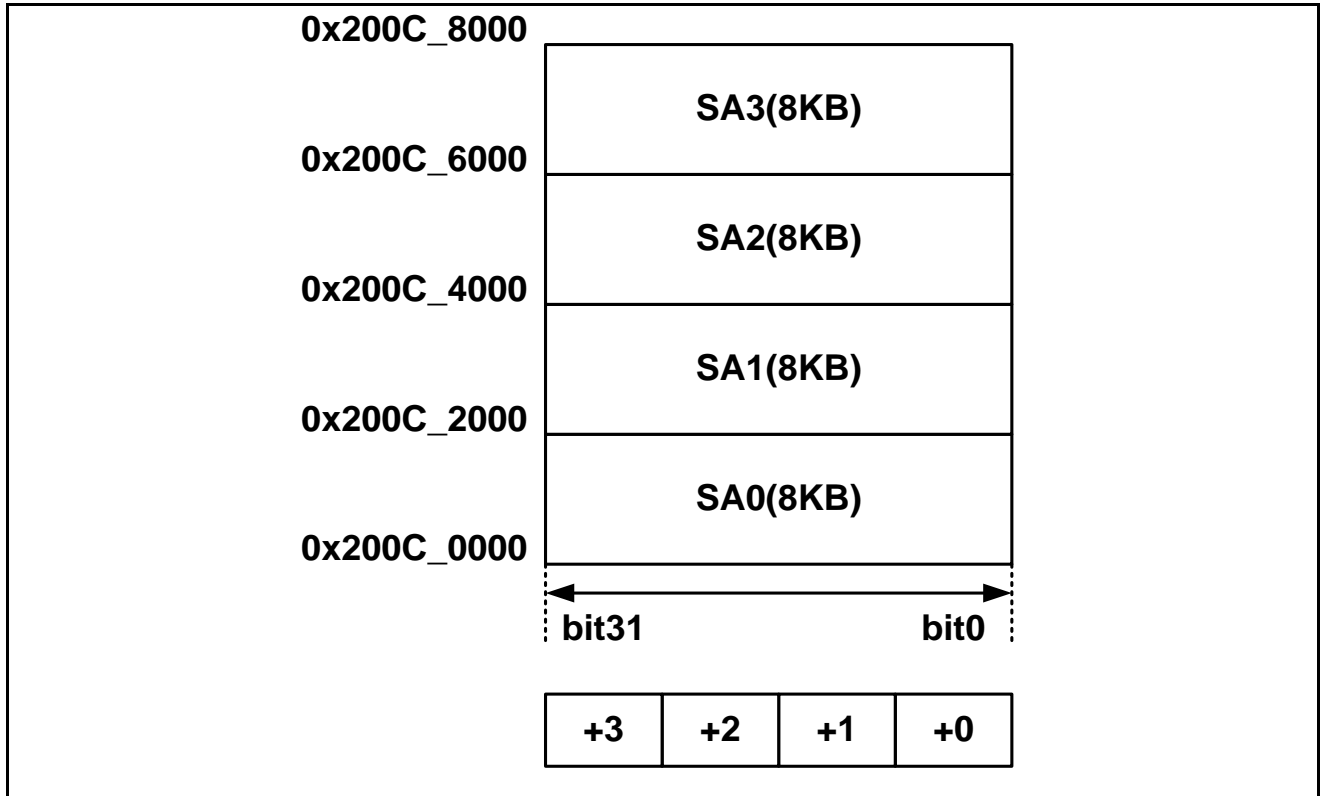 0x200C_8000
SA3(8KB)
0x200C_6000
SA2(8KB)
0x200C_4000
SA1(8KB)
0x200C_2000
SA0(8KB)
0x200C_0000
bit31 bit0
+3 +2 +1 +0